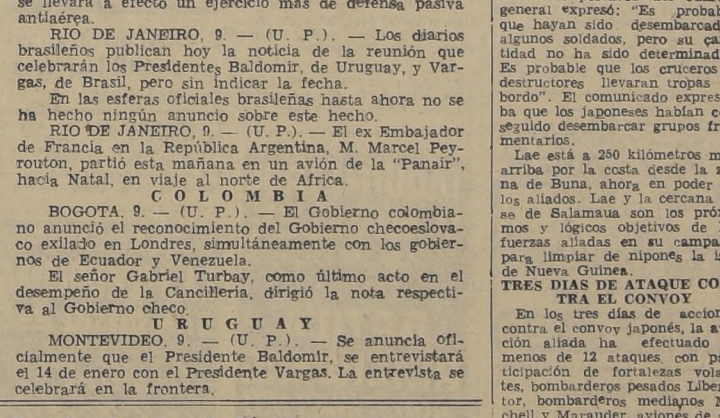 se llevará a efecto un ejercicio más de defensa pasiva
antiaérea.
RIO DE JANEIRO, 9. — (U. P.). — Los diarios
brasileños publican hoy la noticia de la reunión que
celebrarán los Presidentes Baldomir, de Uruguay, y Var-
gas, de Brasil, pero sin indicar la fecha.
En las esferas oficiales brasileñas hasta ahora no se
ha hecho ningún anuncio sobre este hecho.
RIO DE JANEIRO, 9. — (U. P.). — El ex Embajador
de Francia en la República Argentina, M. Marcel Pey-
routon, partió esta mañana en un avión de la "Panair",
hacia Natal, en viaje al norte de Africa.
COLOMBIA
BOGOTA, 9. — (U. P.). — El Gobierno colombia-
no anunció el reconocimiento del Gobierno checoeslova-
co exilado en Londres, simultáneamente con los gobier-
nos de Ecuador y Venezuela.
El señor Gabriel Turbay, como último acto en el
desempeño de la Cancillería, dirigió la nota respecti-
va al Gobierno checo.
URUGUAY
MONTEVIDEO, 9. — (U. P.). — Se anuncia ofi-
cialmente que el Presidente Baldomir, se entrevistará
el 14 de enero con el Presidente Vargas. La entrevista se
celebrará en la frontera.
general expresó: "Es probab
que hayan sido desembarcad
algunos soldados, pero su ca
tidad no ha sido determinad
Es probable que los cruceros
destructores llevaran tropas
bordo". El comunicado expres
ba que los japoneses habían co
seguido desembarcar grupos fr
mentarios.
Lae está a 250 kilómetros m
arriba por la costa desde la z
na de Buna, ahora en poder
los aliados. Lae y la cercana
se de Salamaua son los pró
mos y lógicos objetivos de l
fuerzas aliadas en su campa
para limpiar de nipones la i
de Nueva Guinea.
TRES DIAS DE ATAQUE CO
TRA EL CONVOY
En los tres días de accion
contra el convoy japonés, la a
ción aliada ha efectuado
menos de 12 ataques, con p
ticipación de fortalezas vola
tes, bombarderos pesados Liber
tor, bombarderos medianos M
chell y Marauder, aviones de